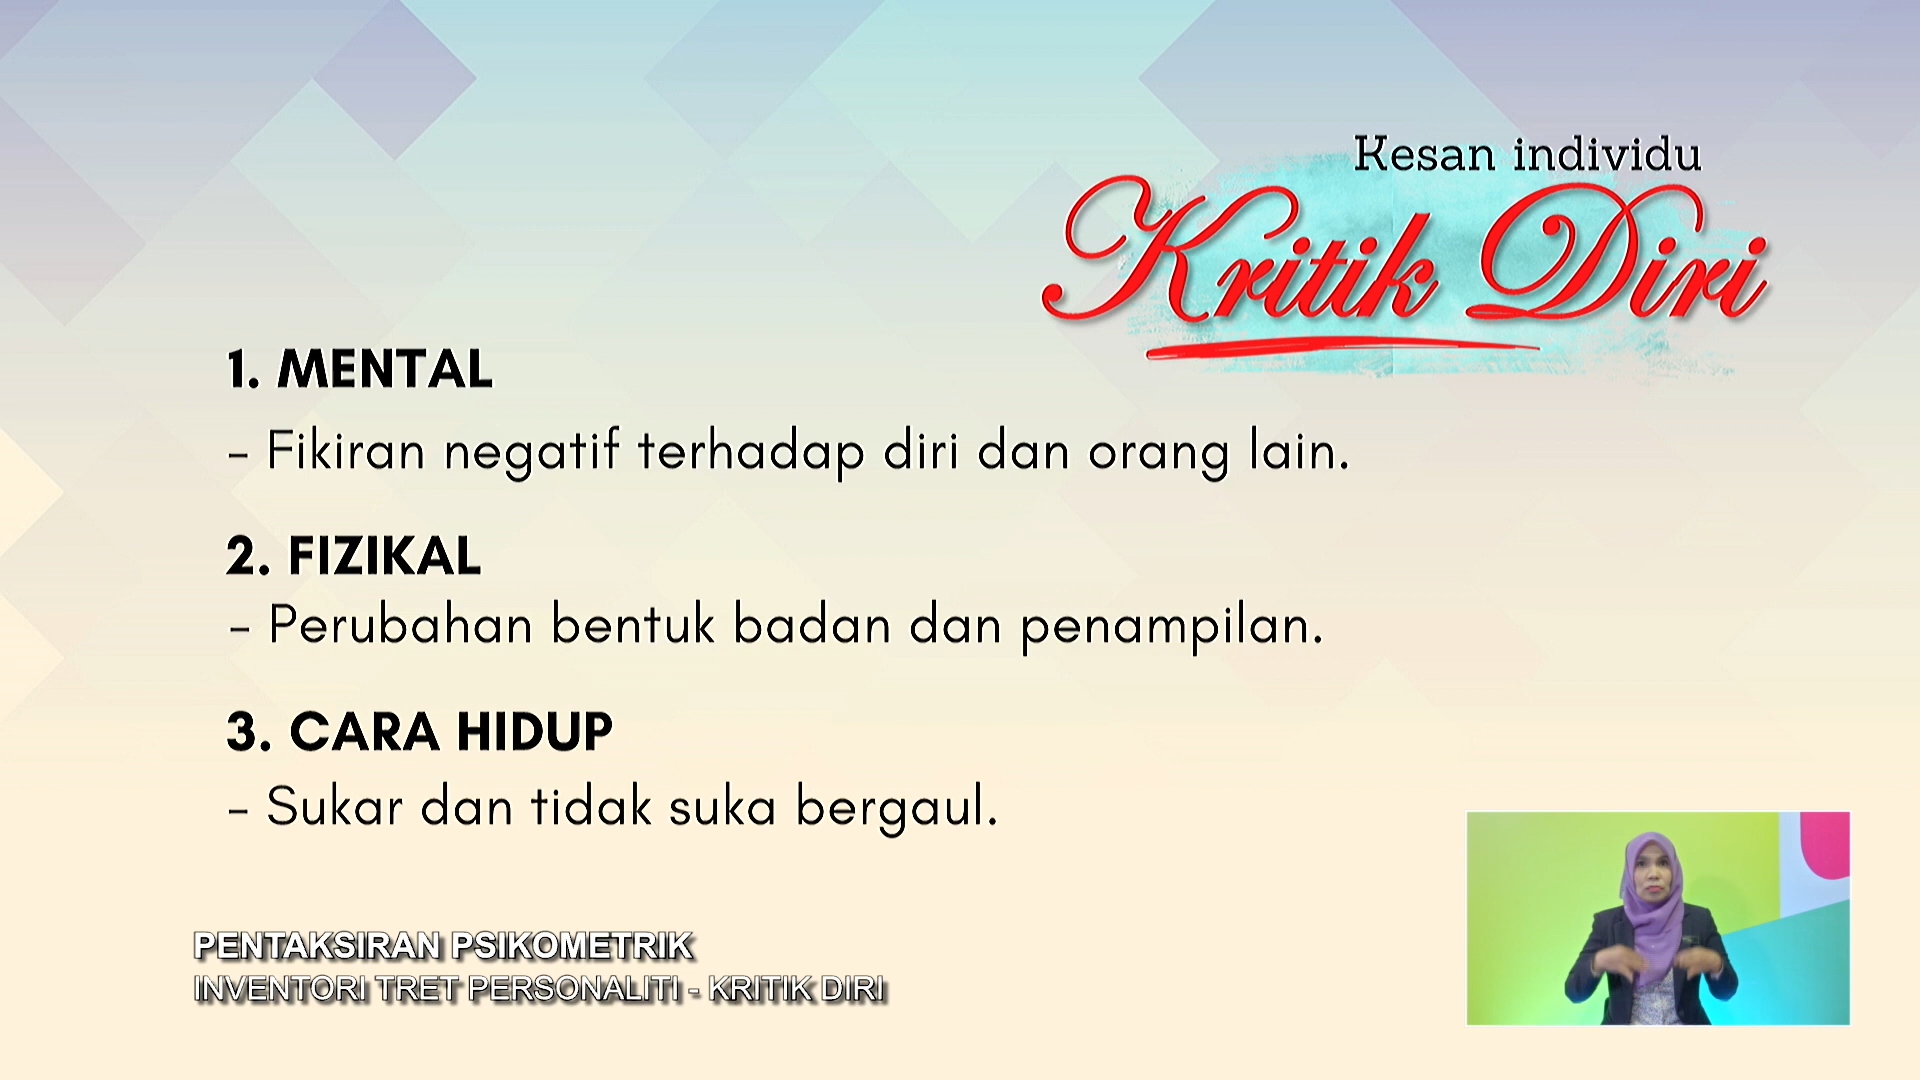 Kesan individu
Kritik Diri
1. MENTAL
- Fikiran negatif terhadap diri dan orang lain.
2. FIZIKAL
- Perubahan bentuk badan dan penampilan.
3. CARA HIDUP
- Sukar dan tidak suka bergaul.
PENTAKSIRAN PSIKOMETRIK
INVENTORI TRET PERSONALITI - KRITIK DIRI